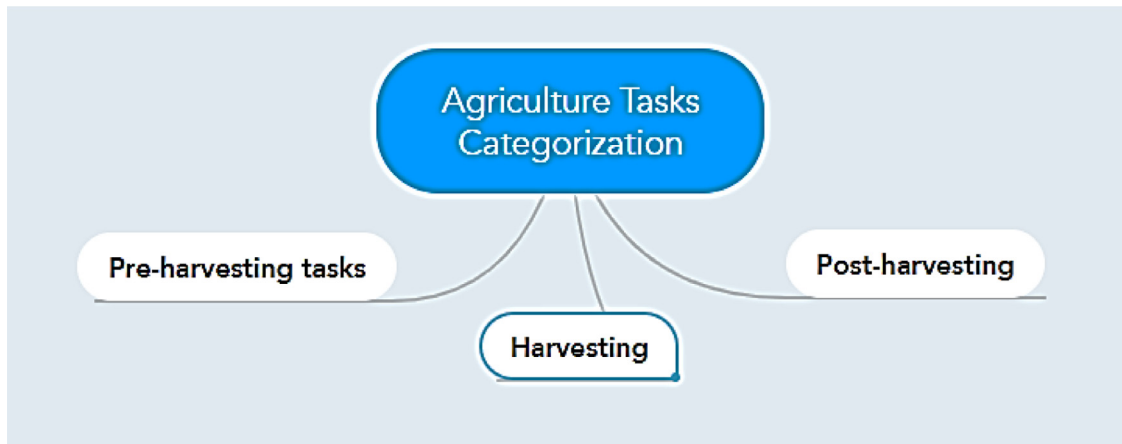 Agriculture Tasks
Categorization
Pre-harvesting tasks
Post-harvesting
Harvesting